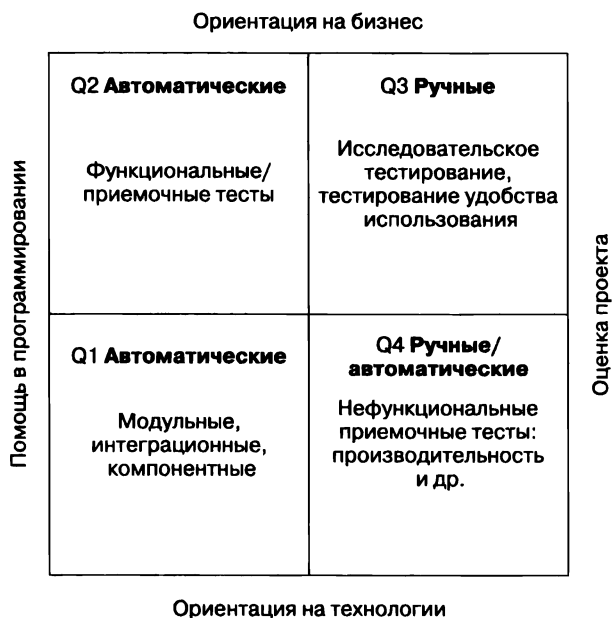 Ориентация на бизнес
Помощь в программировании
Q2 Автоматические
Функциональные/
приемочные тесты
Q3 Ручные
Исследовательское
тестирование,
тестирование удобства
использования
Q1 Автоматические
Модульные,
интеграционные,
компонентные
Q4 Ручные/
автоматические
Нефункциональные
приемочные тесты:
производительность
и др.
Оценка проекта
Ориентация на технологии